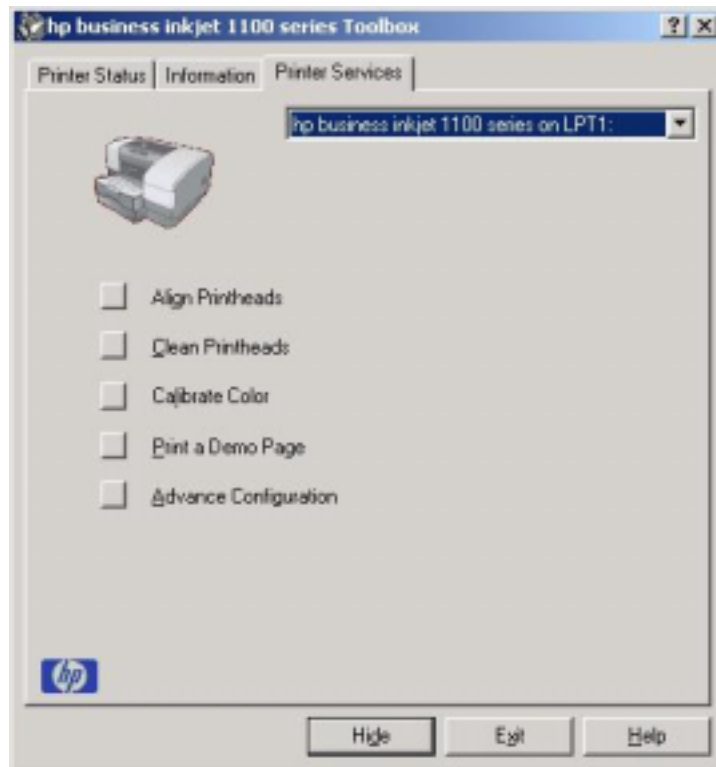 hp business inkjet 1100 series Toolbox
Printer Status Information Printer Services
hp business inkjet 1100 series on LPT1:
Align Printheads
Clean Printheads
Calibrate Color
Print a Demo Page
Advance Configuration
hp
Hide Exit Help